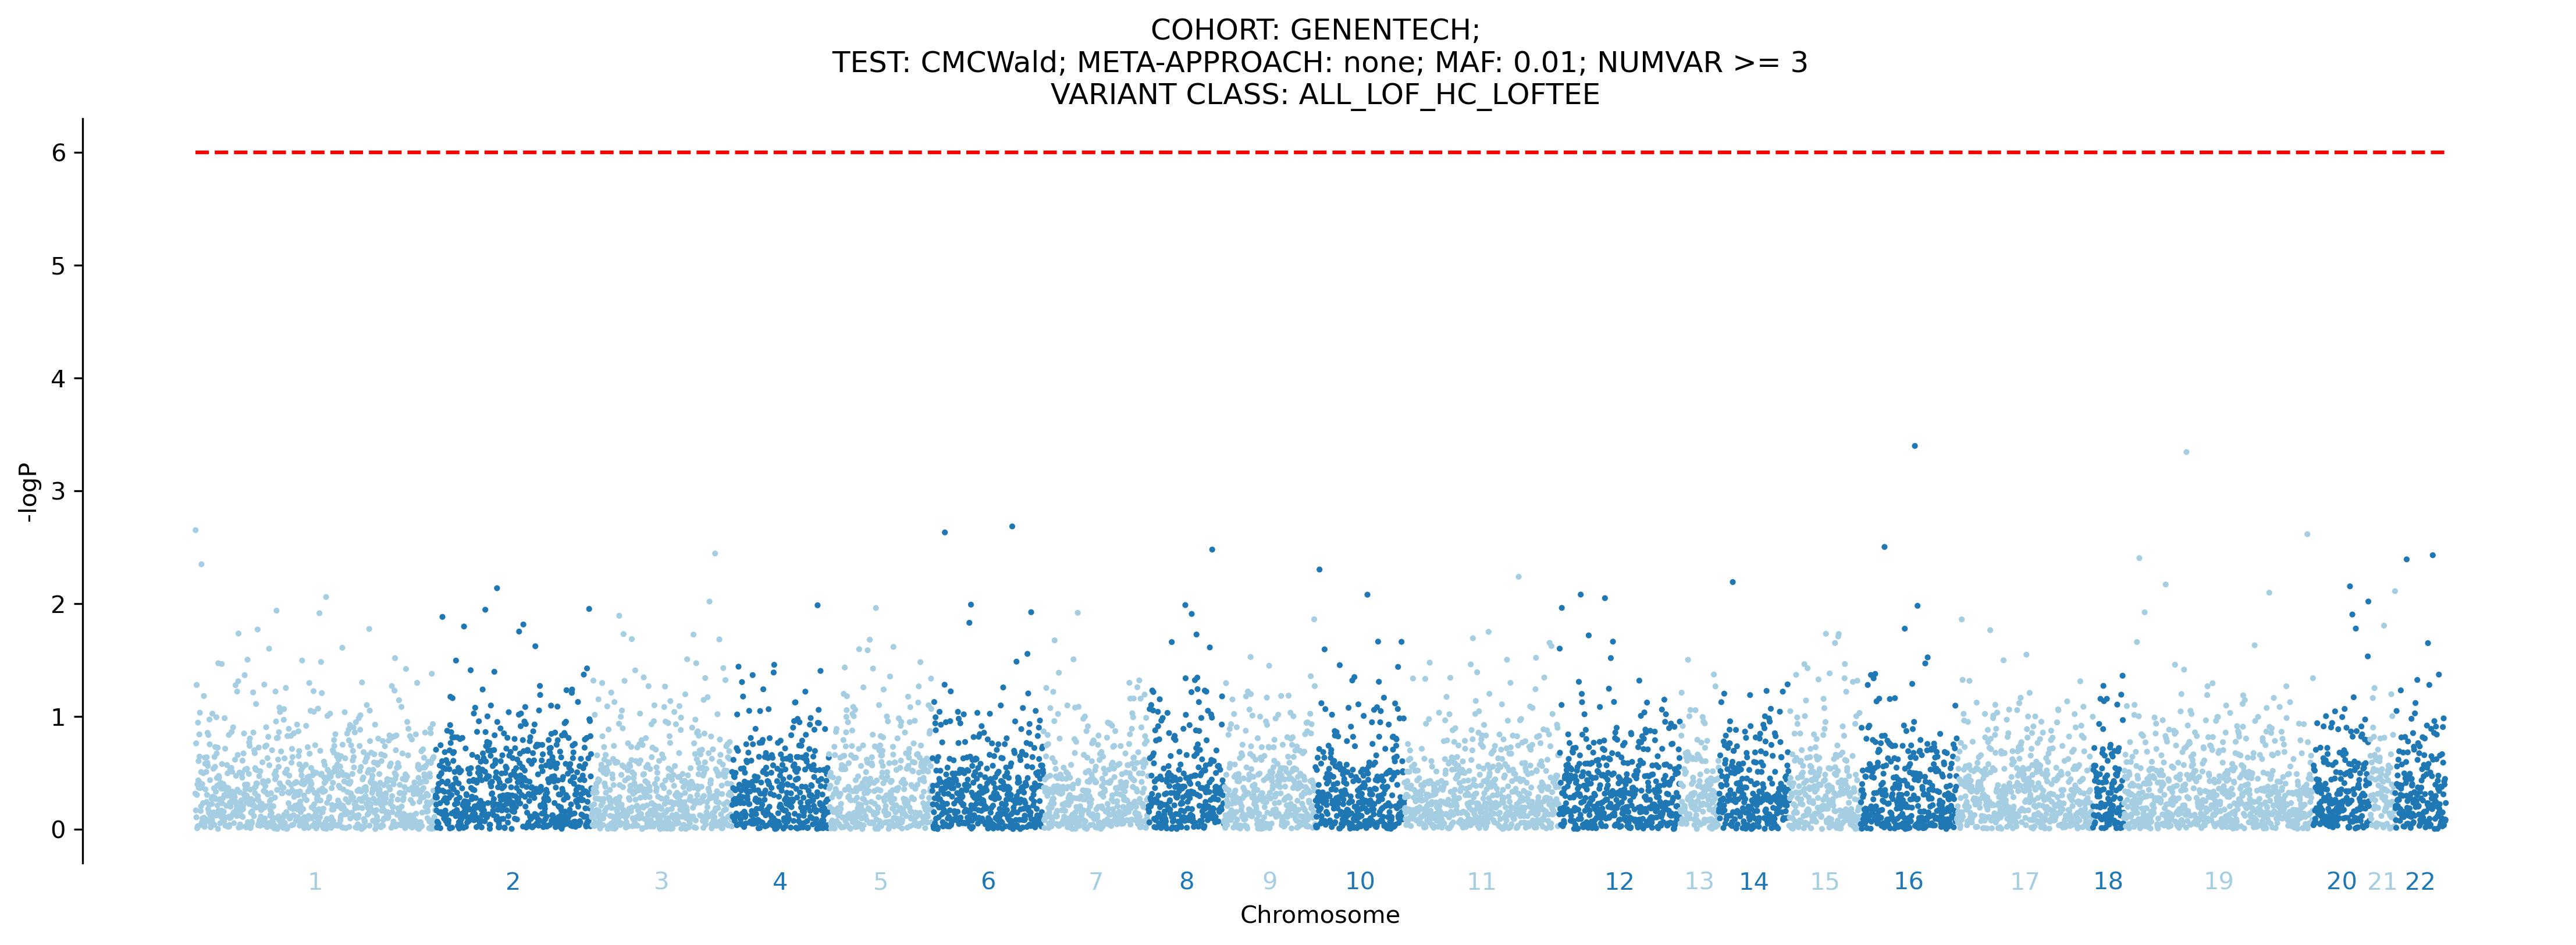 COHORT: GENENTECH;
TEST: CMCWald; META-APPROACH: none; MAF: 0.01; NUMVAR >= 3
VARIANT CLASS: ALL_LOF_HC_LOFTEE
6
5
4
3
2
1
0
-logP
1 2 3 4 5 6 7 8 9 10 11 12 13 14 15 16 17 18 19 20 21 22
Chromosome